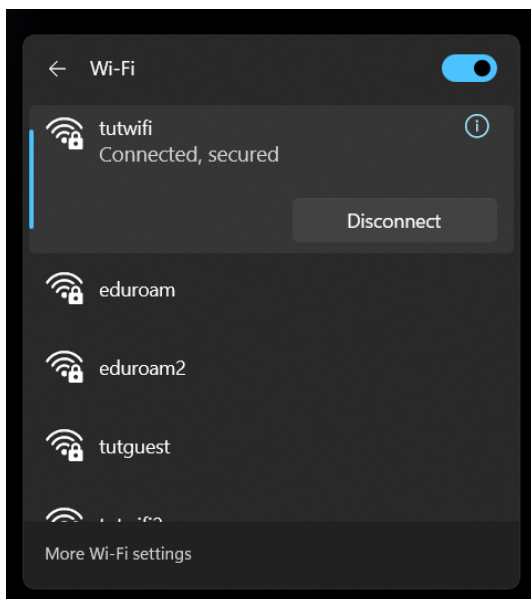 Wi-Fi
tutwifi
Connected, secured
Disconnect
eduroam
eduroam2
tutguest
More Wi-Fi settings